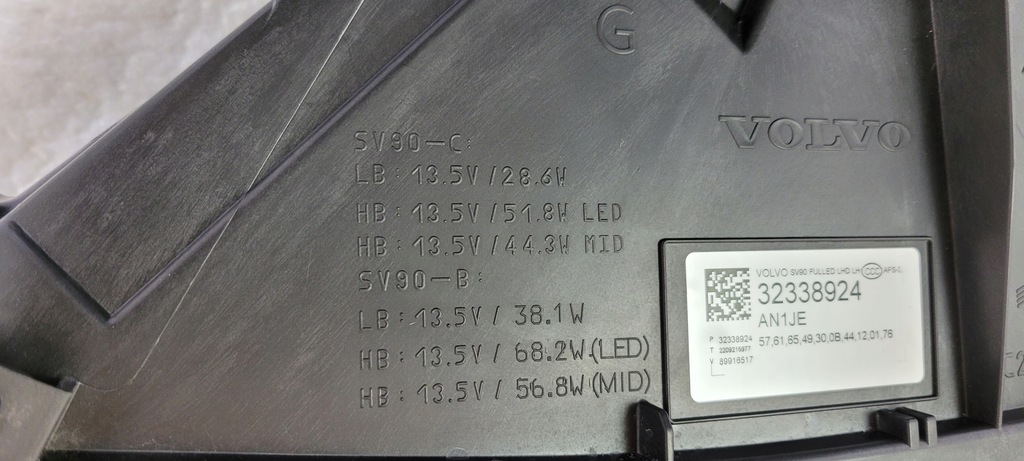 G
VOLVO
SV90-C:
LB: 13.5V/28.6W
HB: 13.5V/51.8W LED
HB: 13.5V/44.3W MID
SV90-B:
LB: 13.5V/ 38.1W
HB: 13.5V/ 68.2W(LED)
HB: 13.5V/ 56.8W(MID)
VOLVO SV90 FULLED LHD LH CCC AFS-
32338924
AN1JE
57,61,65,49,30,0B,44,12,01,76
P 32338924
T 2209215977
V 89916517